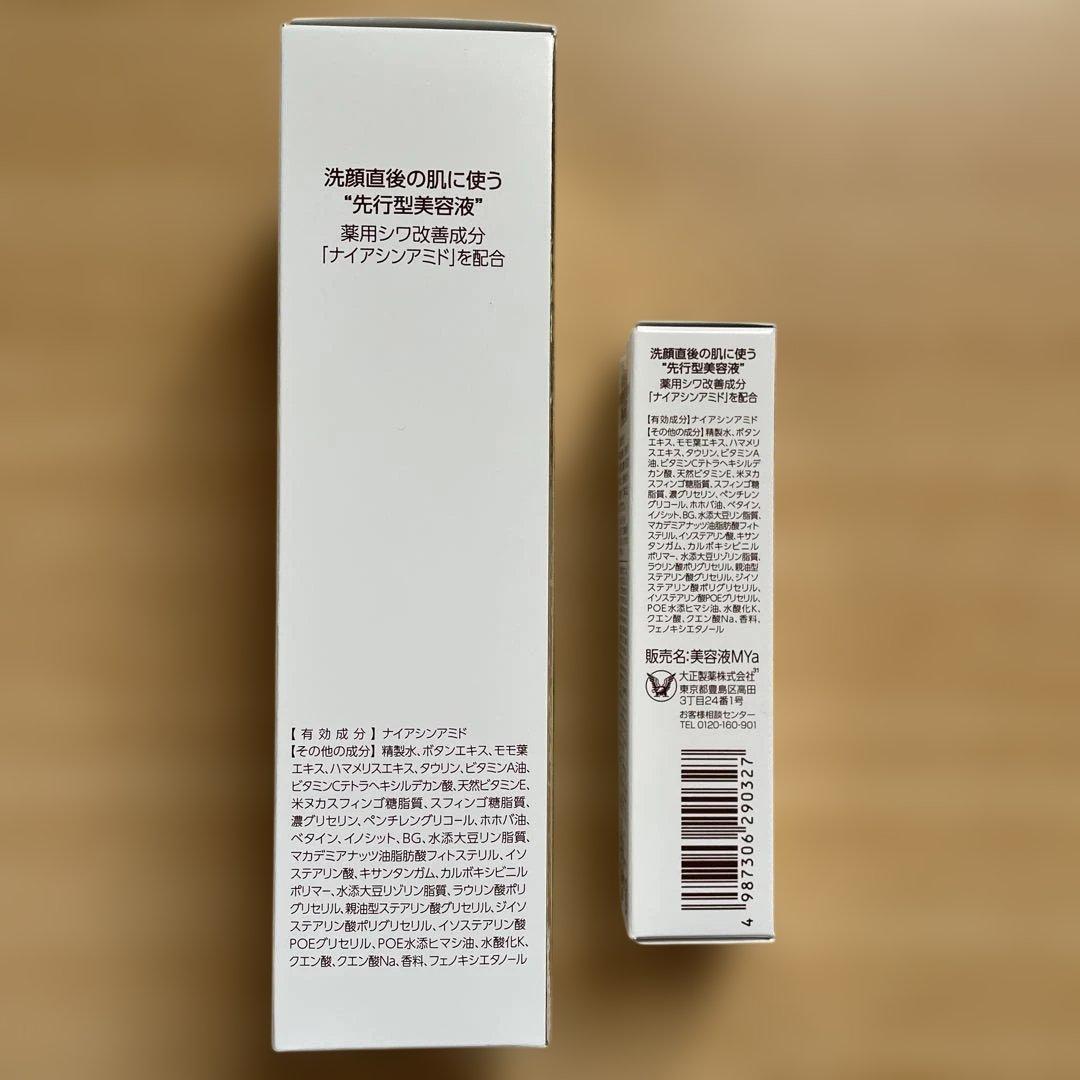 洗顔直後の肌に使う
“先行型美容液”
薬用シワ改善成分
「ナイアシンアミド」を配合
【有効成分】ナイアシンアミド
【その他の成分】精製水、ボタンエキス、モモ葉
エキス、ハマメリスエキス、タウリン、ビタミンA油、
ビタミンCテトラヘキシルデカン酸、天然ビタミンE、
米ヌカスフィンゴ糖脂質、スフィンゴ糖脂質、
濃グリセリン、ペンチレングリコール、ホホバ油、
ベタイン、イノシット、BG、水添大豆リン脂質、
マカデミアナッツ油脂肪酸フィトステリル、イソ
ステアリン酸、キサンタンガム、カルボキシビニル
ポリマー、水添大豆リゾリン脂質、ラウリン酸ポリ
グリセリル、親油型ステアリン酸グリセリル、ジイソ
ステアリン酸ポリグリセリル、イソステアリン酸
POEグリセリル、POE水添ヒマシ油、水酸化K、
クエン酸、クエン酸Na、香料、フェノキシエタノール
洗顔直後の肌に使う
“先行型美容液”
薬用シワ改善成分
「ナイアシンアミド」を配合
【有効成分】ナイアシンアミド
【その他の成分】精製水、ボタン
エキス、モモ葉エキス、ハマメリ
スエキス、タウリン、ビタミンA
油、ビタミンCテトラヘキシルデ
カン酸、天然ビタミンE、米ヌカ
スフィンゴ糖脂質、スフィンゴ糖
脂質、濃グリセリン、ペンチレン
グリコール、ホホバ油、ベタイン、
イノシット、BG、水添大豆リン脂質、
マカデミアナッツ油脂肪酸フィト
ステリル、イソステアリン酸、キサン
タンガム、カルボキシビニル
ポリマー、水添大豆リゾリン脂質、
ラウリン酸ポリグリセリル、親油型
ステアリン酸グリセリル、ジイソ
ステアリン酸ポリグリセリル、
イソステアリン酸POEグリセリル、
POE水添ヒマシ油、水酸化K、
クエン酸、クエン酸Na、香料、
フェノキシエタノール
販売名:美容液MYa
大正製薬株式会社31
東京都豊島区高田
3丁目24番1号
お客様相談センター
TEL 0120-160-901
4 987306 290327